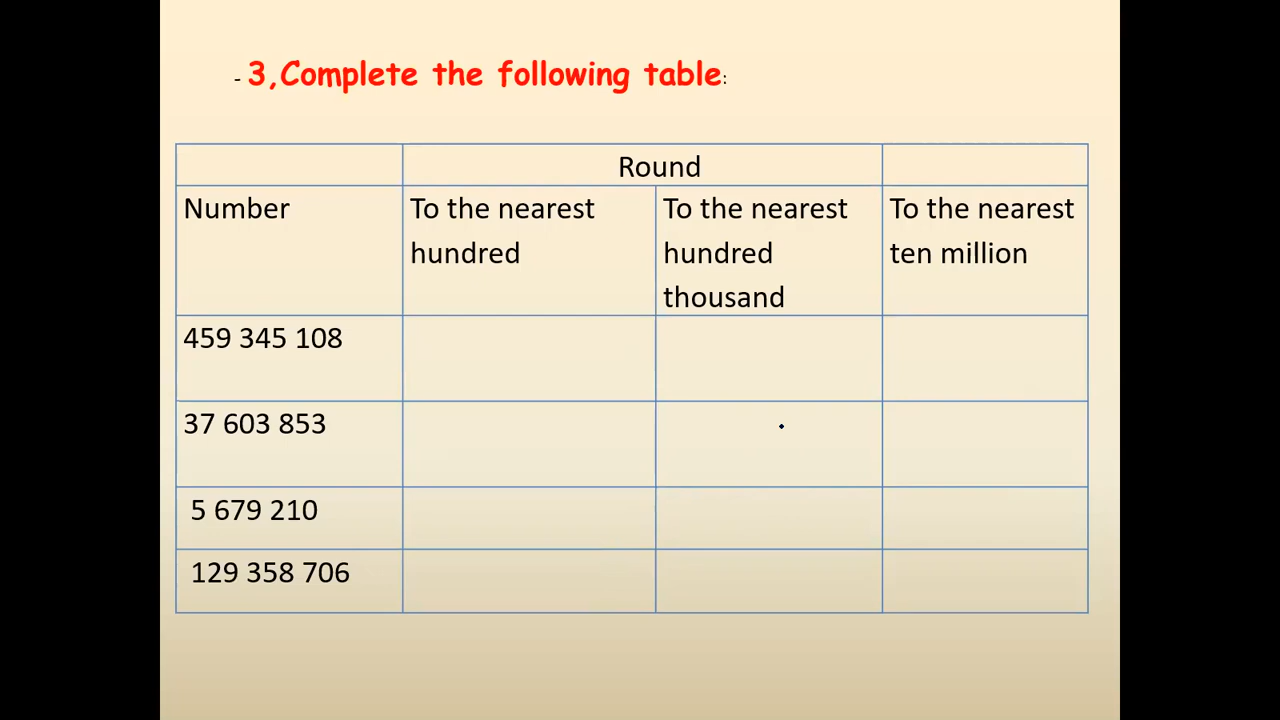 - 3,Complete the following table:
Round
Number
To the nearest
hundred
To the nearest
hundred
thousand
To the nearest
ten million
459 345 108
37 603 853
5 679 210
129 358 706